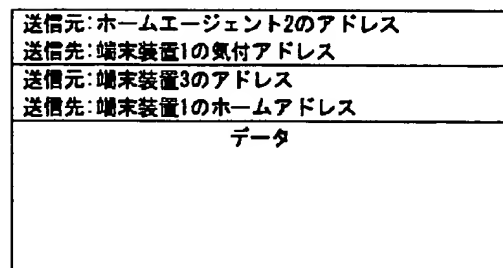 送信元:ホームエージェント2のアドレス
送信先:端末装置1の気付アドレス
送信元:端末装置3のアドレス
送信先:端末装置1のホームアドレス
データ